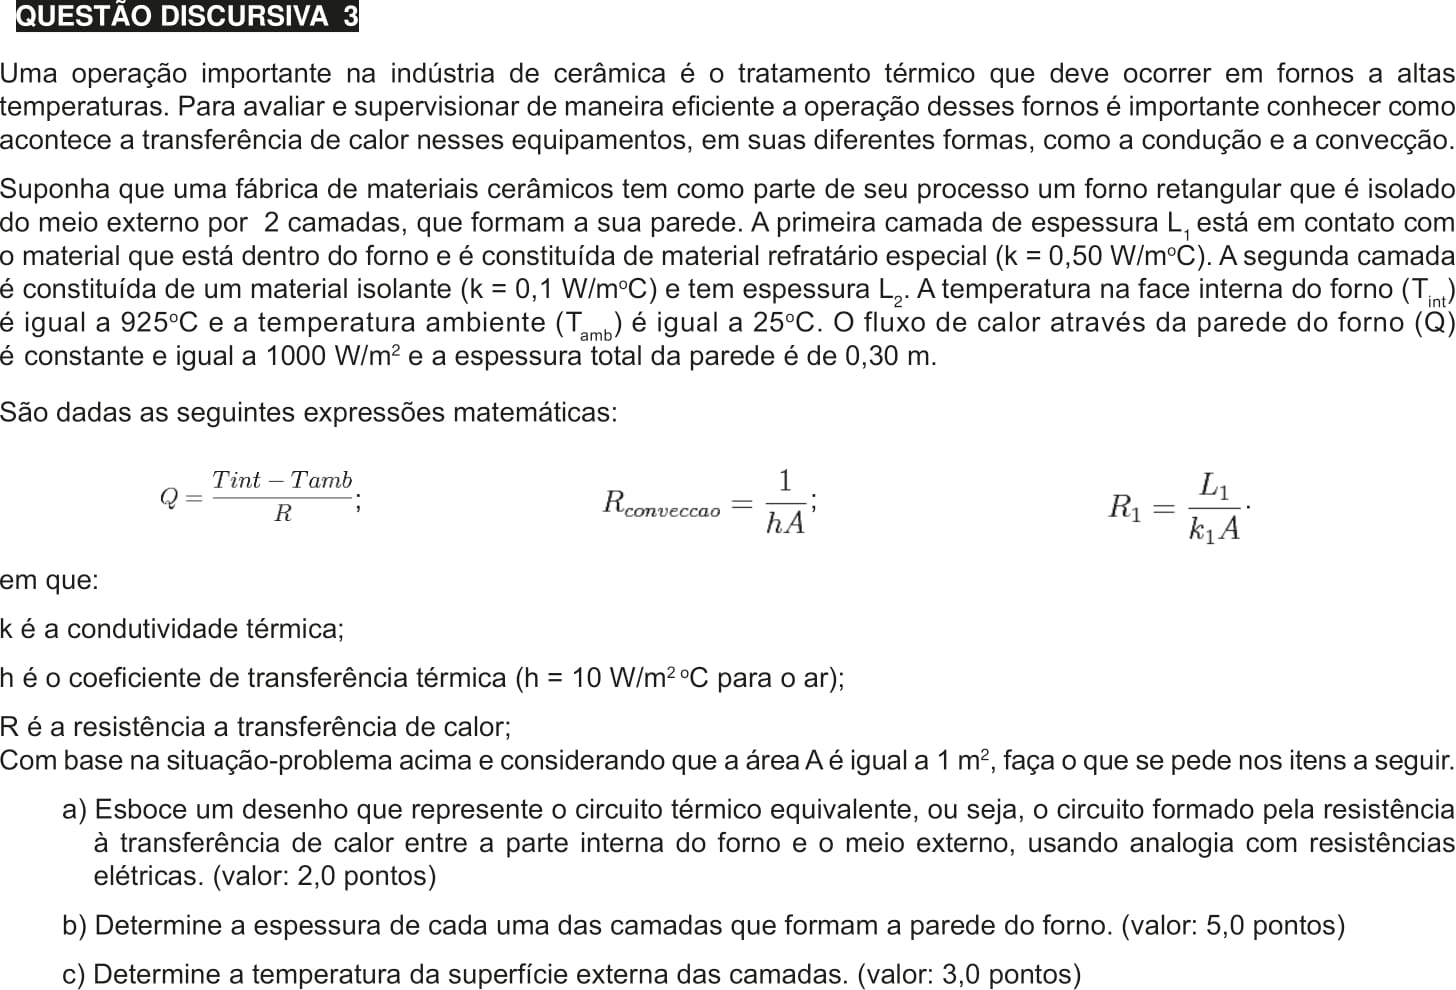 QUESTÃO DISCURSIVA 3
Uma operação importante na indústria de cerâmica é o tratamento térmico que deve ocorrer em fornos a altas
temperaturas. Para avaliar e supervisionar de maneira eficiente a operação desses fornos é importante conhecer como
acontece a transferência de calor nesses equipamentos, em suas diferentes formas, como a condução e a convecção.
Suponha que uma fábrica de materiais cerâmicos tem como parte de seu processo um forno retangular que é isolado
do meio externo por 2 camadas, que formam a sua parede. A primeira camada de espessura L₁ está em contato com
o material que está dentro do forno e é constituída de material refratário especial (k = 0,50 W/mºC). A segunda camada
é constituída de um material isolante (k = 0,1 W/mºC) e tem espessura L₂. A temperatura na face interna do forno (T_int)
é igual a 925ºC e a temperatura ambiente (T_amb) é igual a 25ºC. O fluxo de calor através da parede do forno (Q)
é constante e igual a 1000 W/m² e a espessura total da parede é de 0,30 m.
São dadas as seguintes expressões matemáticas:
Q = \frac{Tint - Tamb}{R}; R_{conveccao} = \frac{1}{hA}; R_1 = \frac{L_1}{k_1 A}.
em que:
k é a condutividade térmica;
h é o coeficiente de transferência térmica (h = 10 W/m² ºC para o ar);
R é a resistência a transferência de calor;
Com base na situação-problema acima e considerando que a área A é igual a 1 m², faça o que se pede nos itens a seguir.
a) Esboce um desenho que represente o circuito térmico equivalente, ou seja, o circuito formado pela resistência
à transferência de calor entre a parte interna do forno e o meio externo, usando analogia com resistências
elétricas. (valor: 2,0 pontos)
b) Determine a espessura de cada uma das camadas que formam a parede do forno. (valor: 5,0 pontos)
c) Determine a temperatura da superfície externa das camadas. (valor: 3,0 pontos)